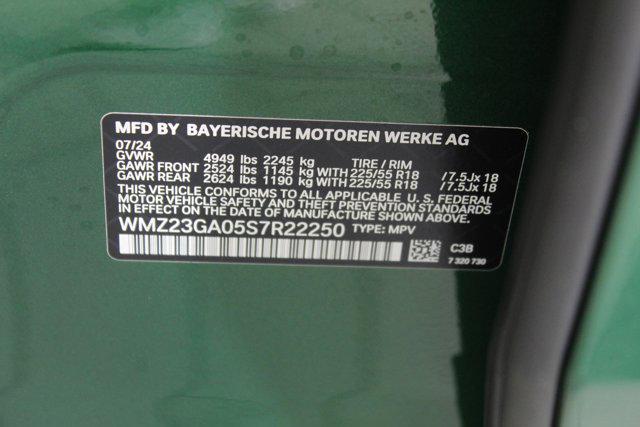 MFD BY BAYERISCHE MOTOREN WERKE AG
07/24
GVWR 4949 lbs 2245 kg TIRE / RIM
GAWR FRONT 2524 lbs 1145 kg WITH 225/55 R18 / 7.5Jx 18
GAWR REAR 2624 lbs 1190 kg WITH 225/55 R18 / 7.5Jx 18
THIS VEHICLE CONFORMS TO ALL APPLICABLE U. S. FEDERAL
MOTOR VEHICLE SAFETY AND THEFT PREVENTION STANDARDS
IN EFFECT ON THE DATE OF MANUFACTURE SHOWN ABOVE.
WMZ23GA05S7R22250 TYPE: MPV
C3B
7 320 730